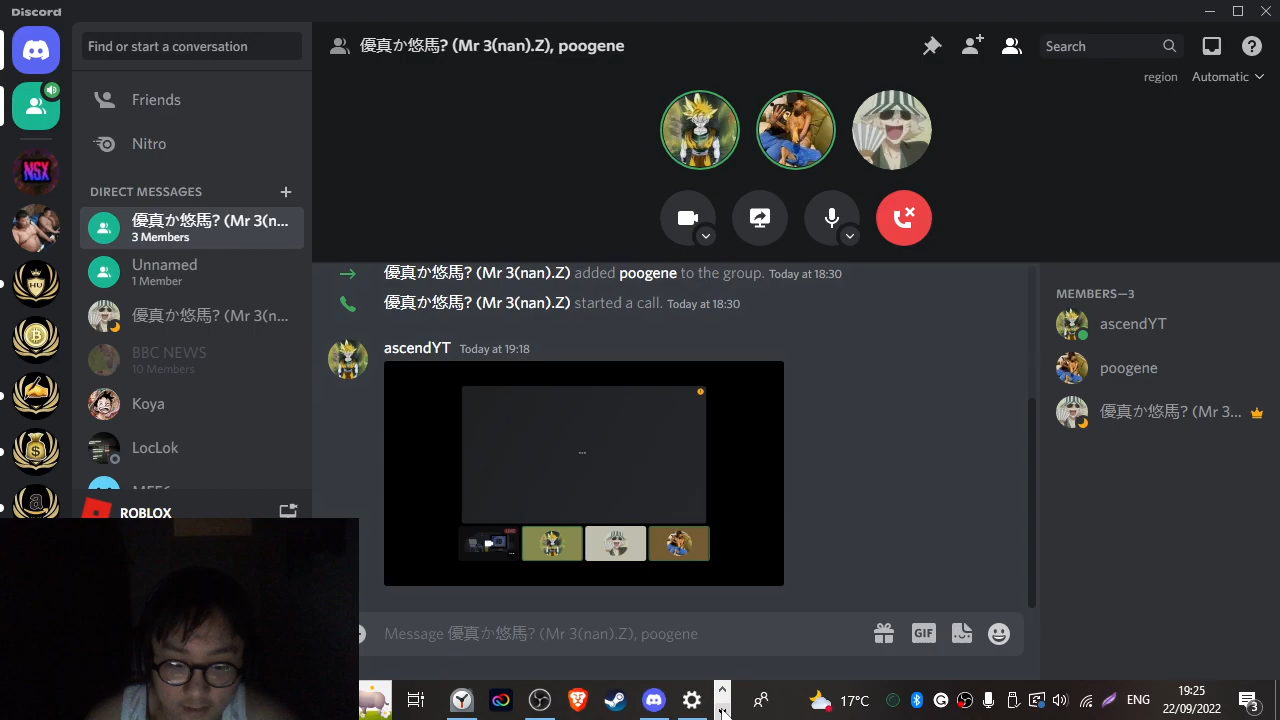 Discord
Find or start a conversation
優真か悠馬? (Mr 3(nan).Z), poogene
Search
region Automatic
Friends
Nitro
NSX
DIRECT MESSAGES
優真か悠馬? (Mr 3(n...
3 Members
Unnamed
1 Member
優真か悠馬? (Mr 3(n...
BBC NEWS
10 Members
Koya
LocLok
ROBLOX
優真か悠馬? (Mr 3(nan).Z) added poogene to the group. Today at 18:30
優真か悠馬? (Mr 3(nan).Z) started a call. Today at 18:30
ascendYT Today at 19:18
LIVE
MEMBERS—3
ascendYT
poogene
優真か悠馬? (Mr 3...
Message 優真か悠馬? (Mr 3(nan).Z), poogene
GIF
17°C
ENG
19:25
22/09/2022
3